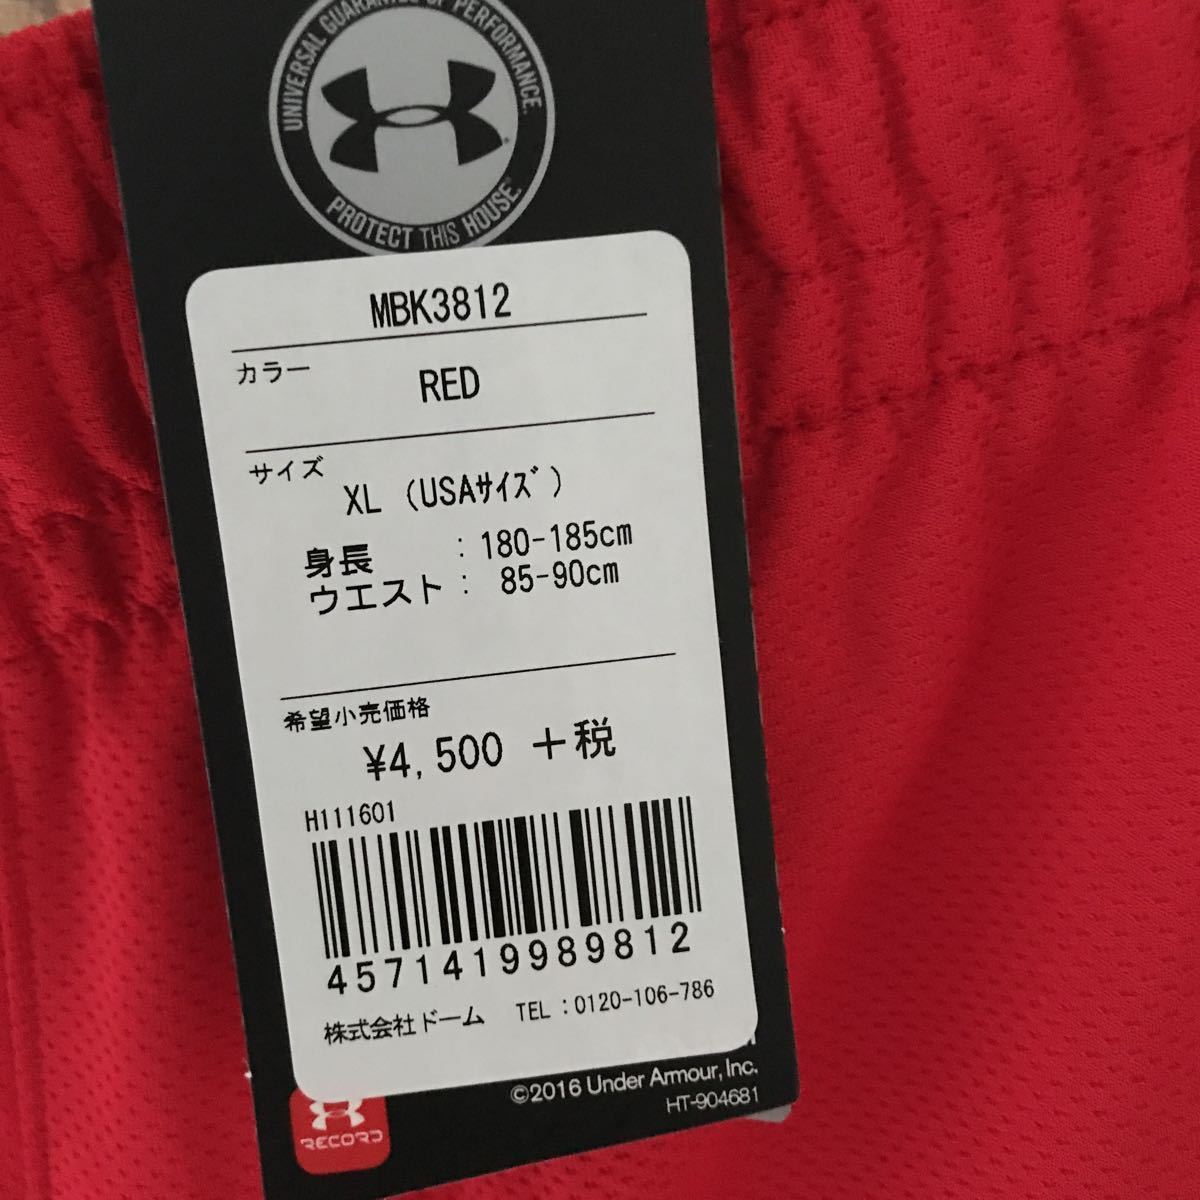 UNIVERSAL GUARANTEE OF PERFORMANCE.
PROTECT THIS HOUSE.
MBK3812
カラー
RED
サイズ
XL (USAｻｲｽﾞ)
身長 : 180-185cm
ウエスト : 85-90cm
希望小売価格
¥4,500 +税
H111601
4571419989812
株式会社ドーム TEL:0120-106-786
©2016 Under Armour, Inc.
HT-904681
RECORD